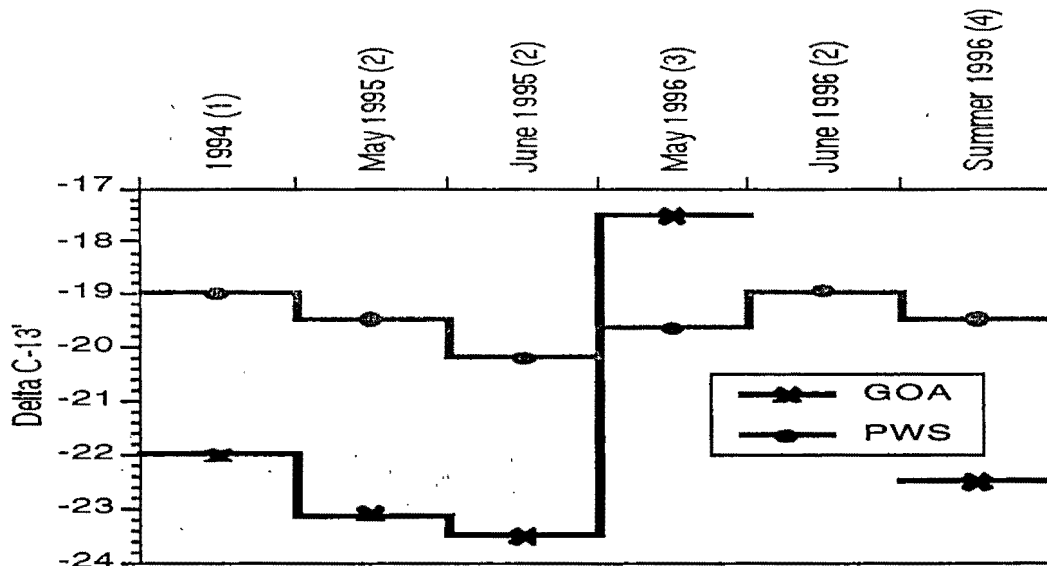 1994 (1)
May 1995 (2)
June 1995 (2)
May 1996 (3)
June 1996 (2)
Summer 1996 (4)
Delta C-13'
-17
-18
-19
-20
-21
-22
-23
-24
GOA
PWS